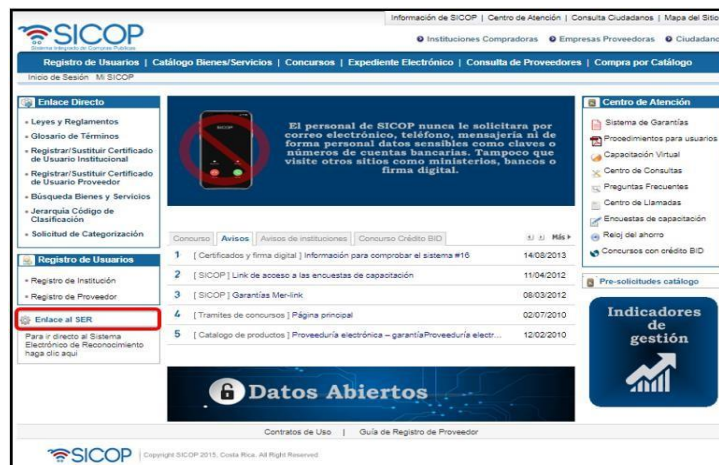 Información de SICOP | Centro de Atención | Consulta Ciudadanos | Mapa del Sitio
SICOP
Sistema Integrado de Compras Públicas
Instituciones Compradoras Empresas Proveedoras Ciudadano
Registro de Usuarios | Catálogo Bienes/Servicios | Concursos | Expediente Electrónico | Consulta de Proveedores | Compra por Catálogo
Inicio de Sesión Mi SICOP
Enlace Directo
Leyes y Reglamentos
Glosario de Términos
Registrar/Sustituir Certificado
de Usuario Institucional
Registrar/Sustituir Certificado
de Usuario Proveedor
Búsqueda Bienes y Servicios
Jerarquía Código de
Clasificación
Solicitud de Categorización
Registro de Usuarios
Registro de Institución
Registro de Proveedor
Enlace al SER
Para ir directo al Sistema
Electrónico de Reconocimiento
haga clic aquí
SICOP
El personal de SICOP nunca le solicitara por
correo electrónico, teléfono, mensajería ni de
forma personal datos sensibles como claves o
números de cuentas bancarias. Tampoco que
visite otros sitios como ministerios, bancos o
firma digital.
Concurso Avisos Avisos de instituciones Concurso Crédito BID Más
1 [ Certificados y firma digital ] Información para comprobar el sistema #16 14/08/2013
2 [ SICOP ] Link de acceso a las encuestas de capacitación 11/04/2012
3 [ SICOP ] Garantías Mer-link 08/03/2012
4 [ Tramites de concursos ] Página principal 02/07/2010
5 [ Catalogo de productos ] Proveeduría electrónica – garantíaProveeduría electr... 12/02/2010
Datos Abiertos
Centro de Atención
Sistema de Garantías
Procedimientos para usuarios
Capacitación Virtual
Centro de Consultas
Preguntas Frecuentes
Centro de Llamadas
Encuestas de capacitación
Reloj del ahorro
Concursos con crédito BID
Pre-solicitudes catálogo
Indicadores
de
gestión
Contratos de Uso | Guía de Registro de Proveedor
SICOP Copyright SICOP 2015, Costa Rica. All Right Reserved.